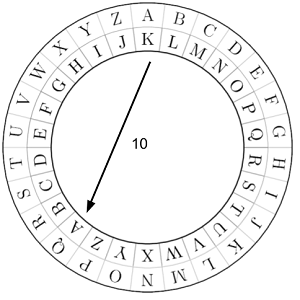 A B C D E F G H I J K L M N O P Q R S T U V W X Y Z
K L M N O P Q R S T U V W X Y Z A B C D E F G H I J
10